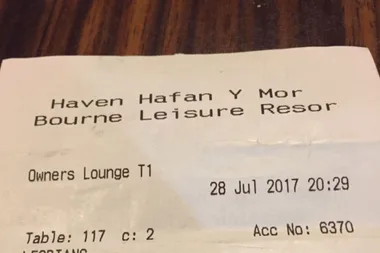 Haven Hafan Y Mor
Bourne Leisure Resor
Owners Lounge T1
28 Jul 2017 20:29
Table: 117 c: 2
Acc No: 6370